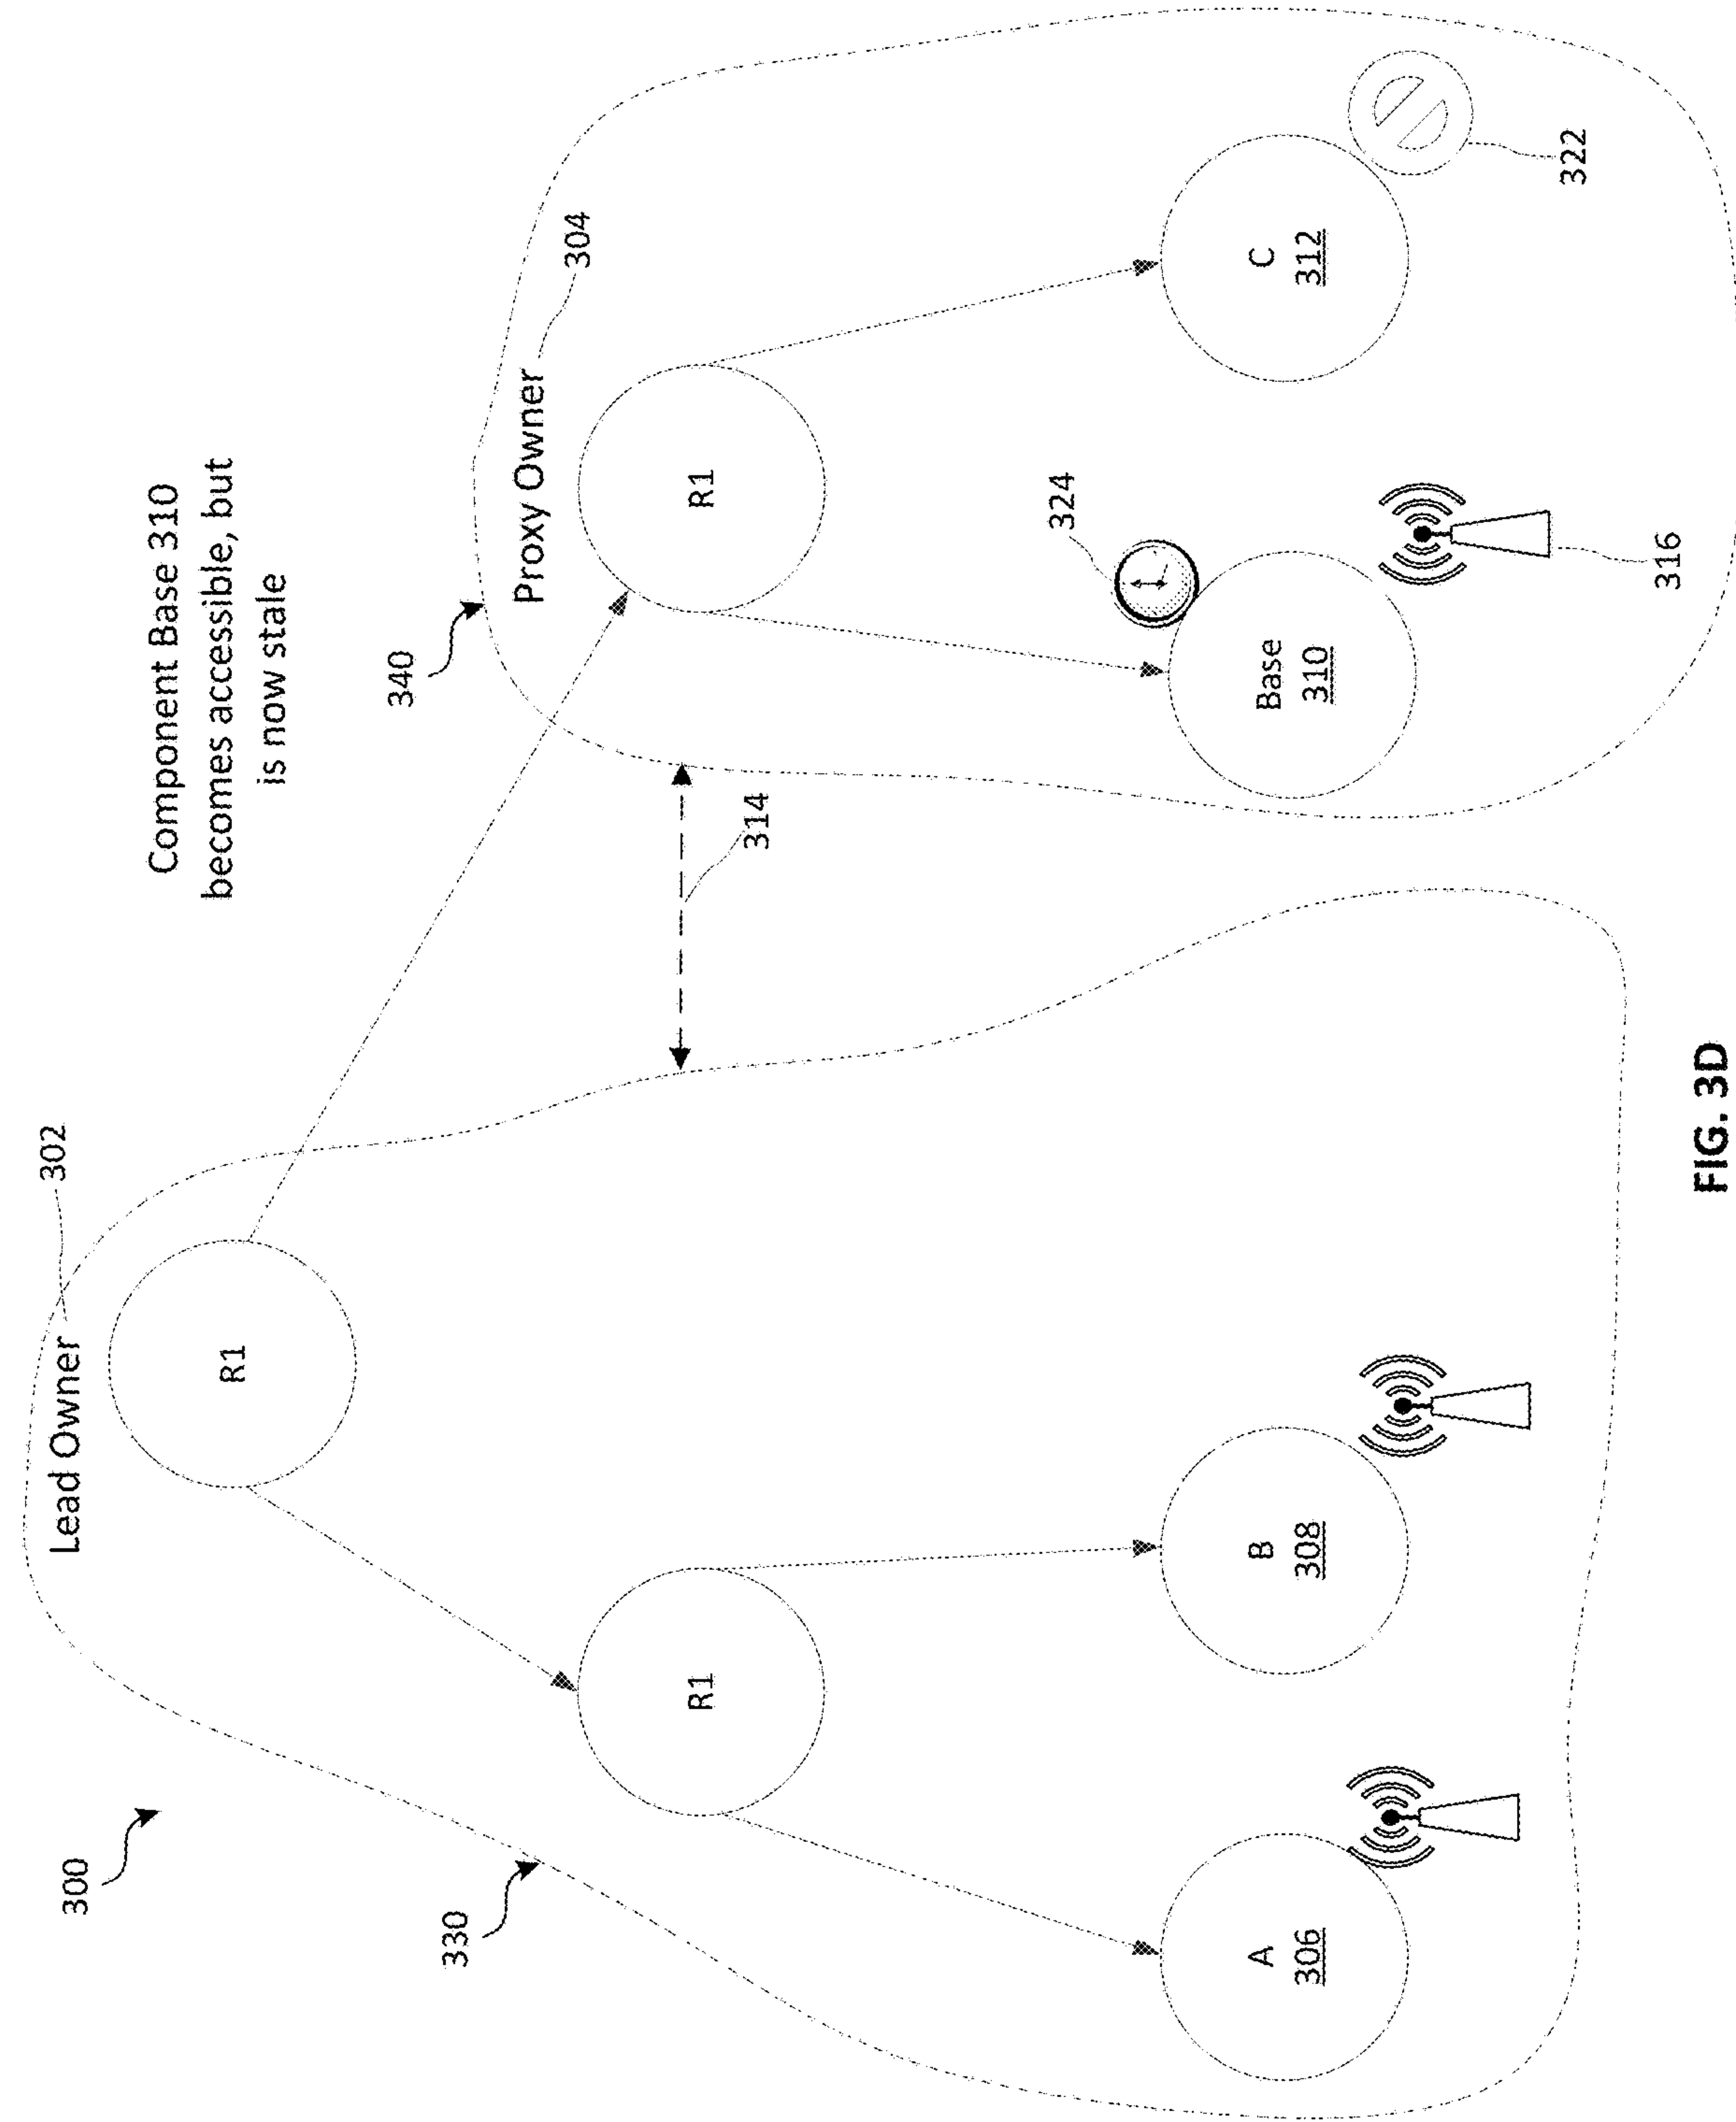 300
Lead Owner
302
R1
Component Base 310
becomes accessible, but
is now stale
340
Proxy Owner
304
330
R1
314
R1
324
A
306
B
308
Base
310
C
312
316
322
FIG. 3D